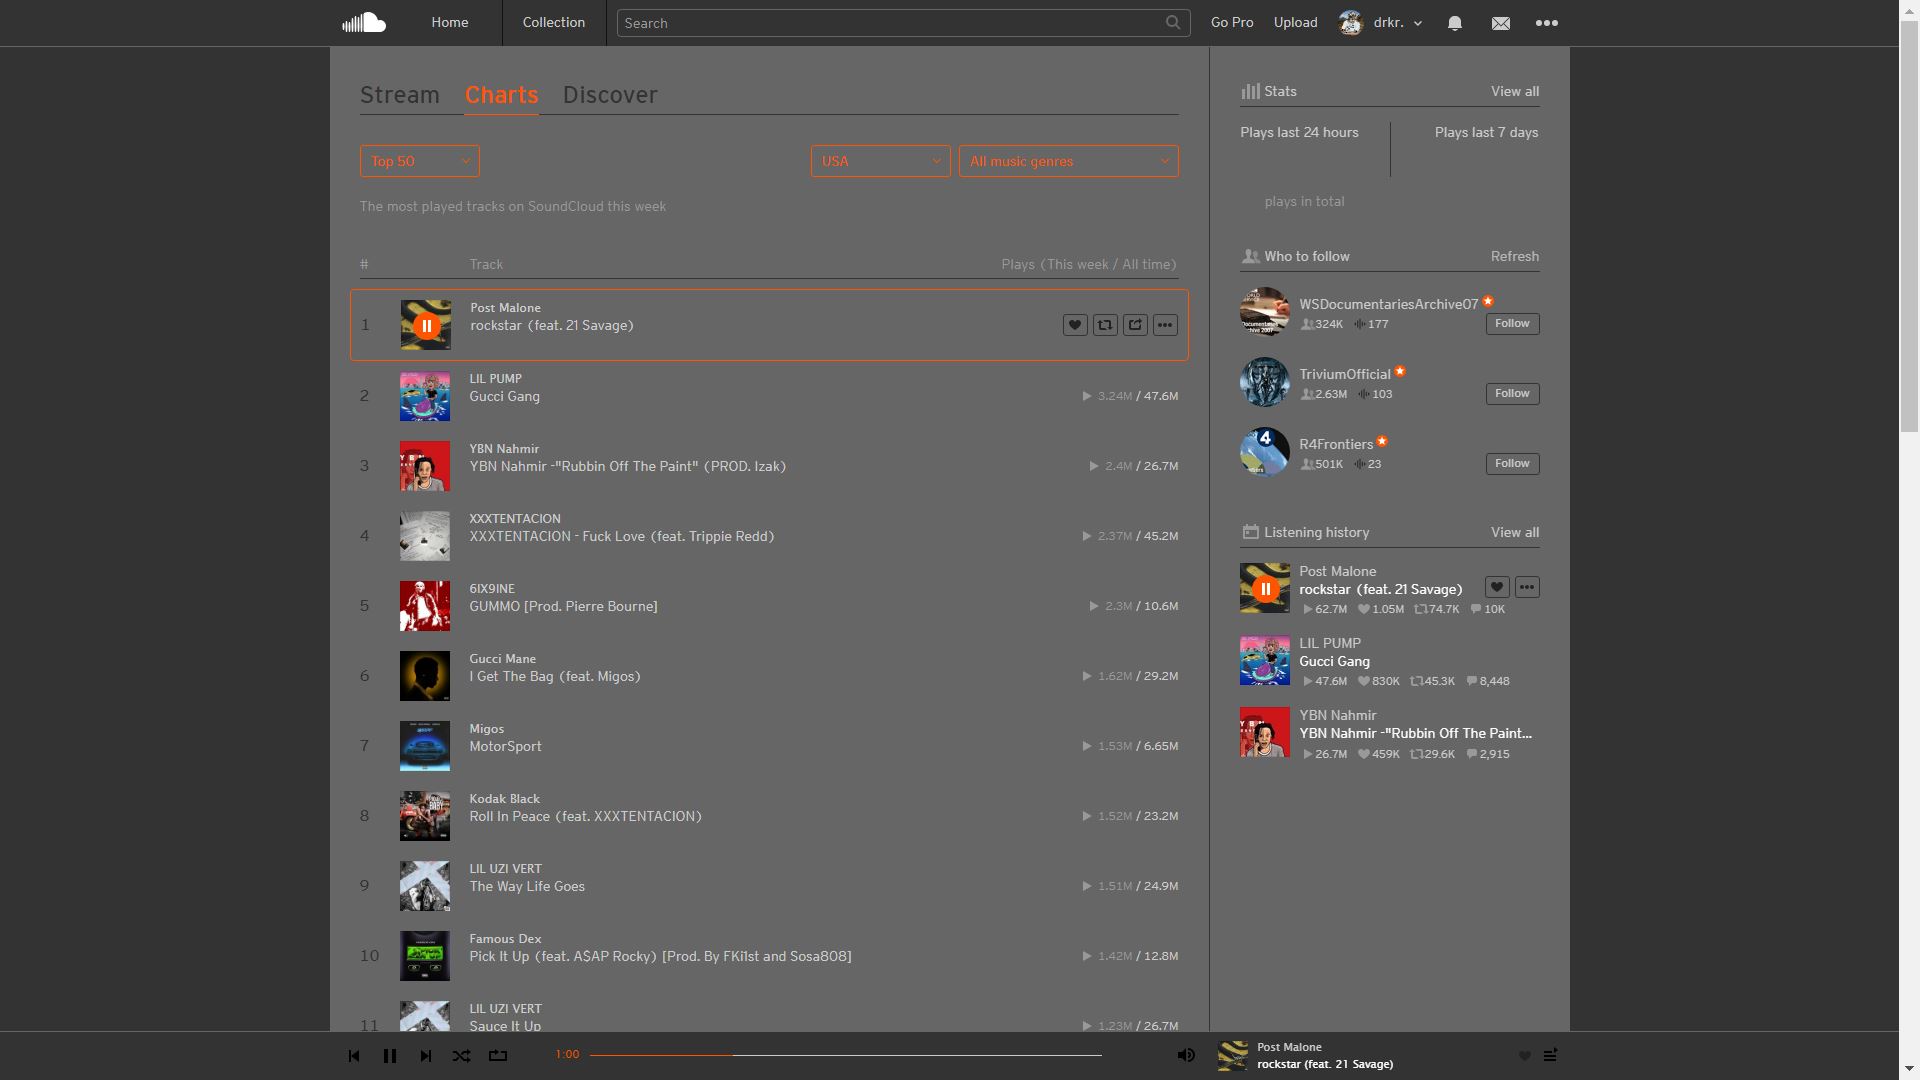 Home
Collection
Search
Go Pro
Upload
drkr.
Stream
Charts
Discover
Top 50
USA
All music genres
The most played tracks on SoundCloud this week
# Track Plays (This week / All time)
1
Post Malone
rockstar (feat. 21 Savage)
2
LIL PUMP
Gucci Gang
3.24M / 47.6M
3
YBN Nahmir
YBN Nahmir -"Rubbin Off The Paint" (PROD. Izak)
2.4M / 26.7M
4
XXXTENTACION
XXXTENTACION - Fuck Love (feat. Trippie Redd)
2.37M / 45.2M
5
6IX9INE
GUMMO [Prod. Pierre Bourne]
2.3M / 10.6M
6
Gucci Mane
I Get The Bag (feat. Migos)
1.62M / 29.2M
7
Migos
MotorSport
1.53M / 6.65M
8
Kodak Black
Roll In Peace (feat. XXXTENTACION)
1.52M / 23.2M
9
LIL UZI VERT
The Way Life Goes
1.51M / 24.9M
10
Famous Dex
Pick It Up (feat. A$AP Rocky) [Prod. By FKi1st and Sosa808]
1.42M / 12.8M
11
LIL UZI VERT
Sauce It Up
1.23M / 26.7M
Stats
View all
Plays last 24 hours
Plays last 7 days
plays in total
Who to follow
Refresh
WSDocumentariesArchive07
324K 177
Follow
TriviumOfficial
2.63M 103
Follow
R4Frontiers
501K 23
Follow
Listening history
View all
Post Malone
rockstar (feat. 21 Savage)
62.7M 1.05M 74.7K 10K
LIL PUMP
Gucci Gang
47.6M 830K 45.3K 8,448
YBN Nahmir
YBN Nahmir -"Rubbin Off The Paint...
26.7M 459K 29.6K 2,915
1:00
Post Malone
rockstar (feat. 21 Savage)